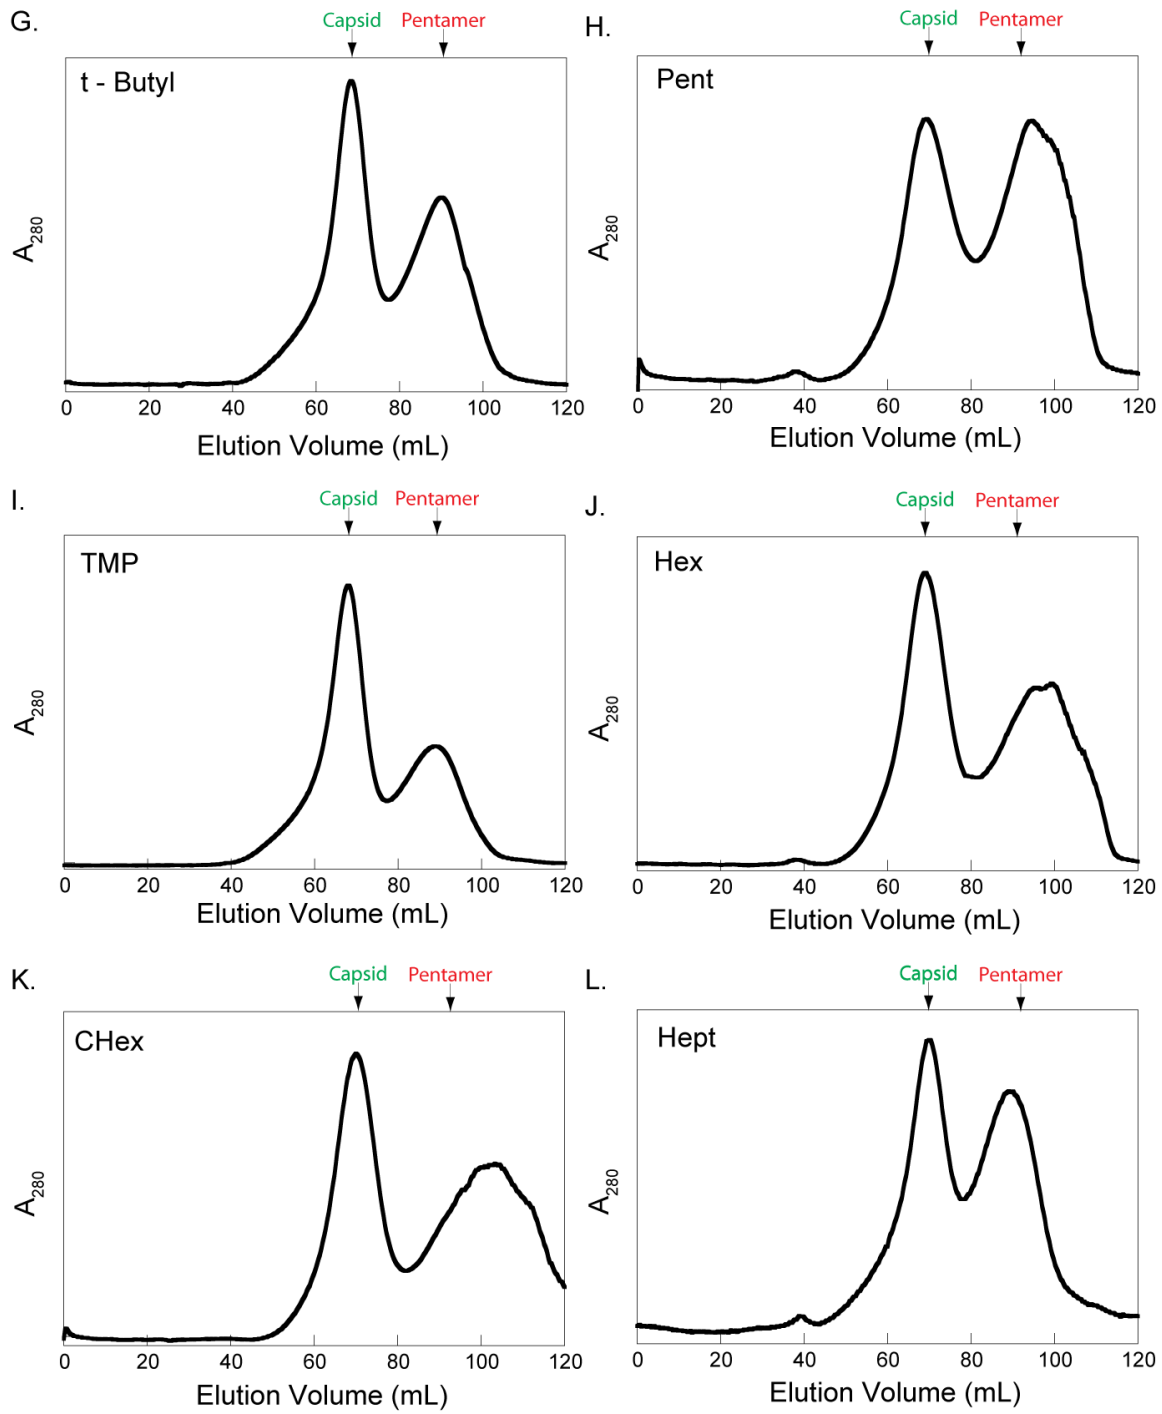 G.
Capsid Pentamer
t - Butyl
A280
0 20 40 60 80 100 120
Elution Volume (mL)
H.
Capsid Pentamer
Pent
A280
0 20 40 60 80 100 120
Elution Volume (mL)
I.
Capsid Pentamer
TMP
A280
0 20 40 60 80 100 120
Elution Volume (mL)
J.
Capsid Pentamer
Hex
A280
0 20 40 60 80 100 120
Elution Volume (mL)
K.
Capsid Pentamer
CHex
A280
0 20 40 60 80 100 120
Elution Volume (mL)
L.
Capsid Pentamer
Hept
A280
0 20 40 60 80 100 120
Elution Volume (mL)